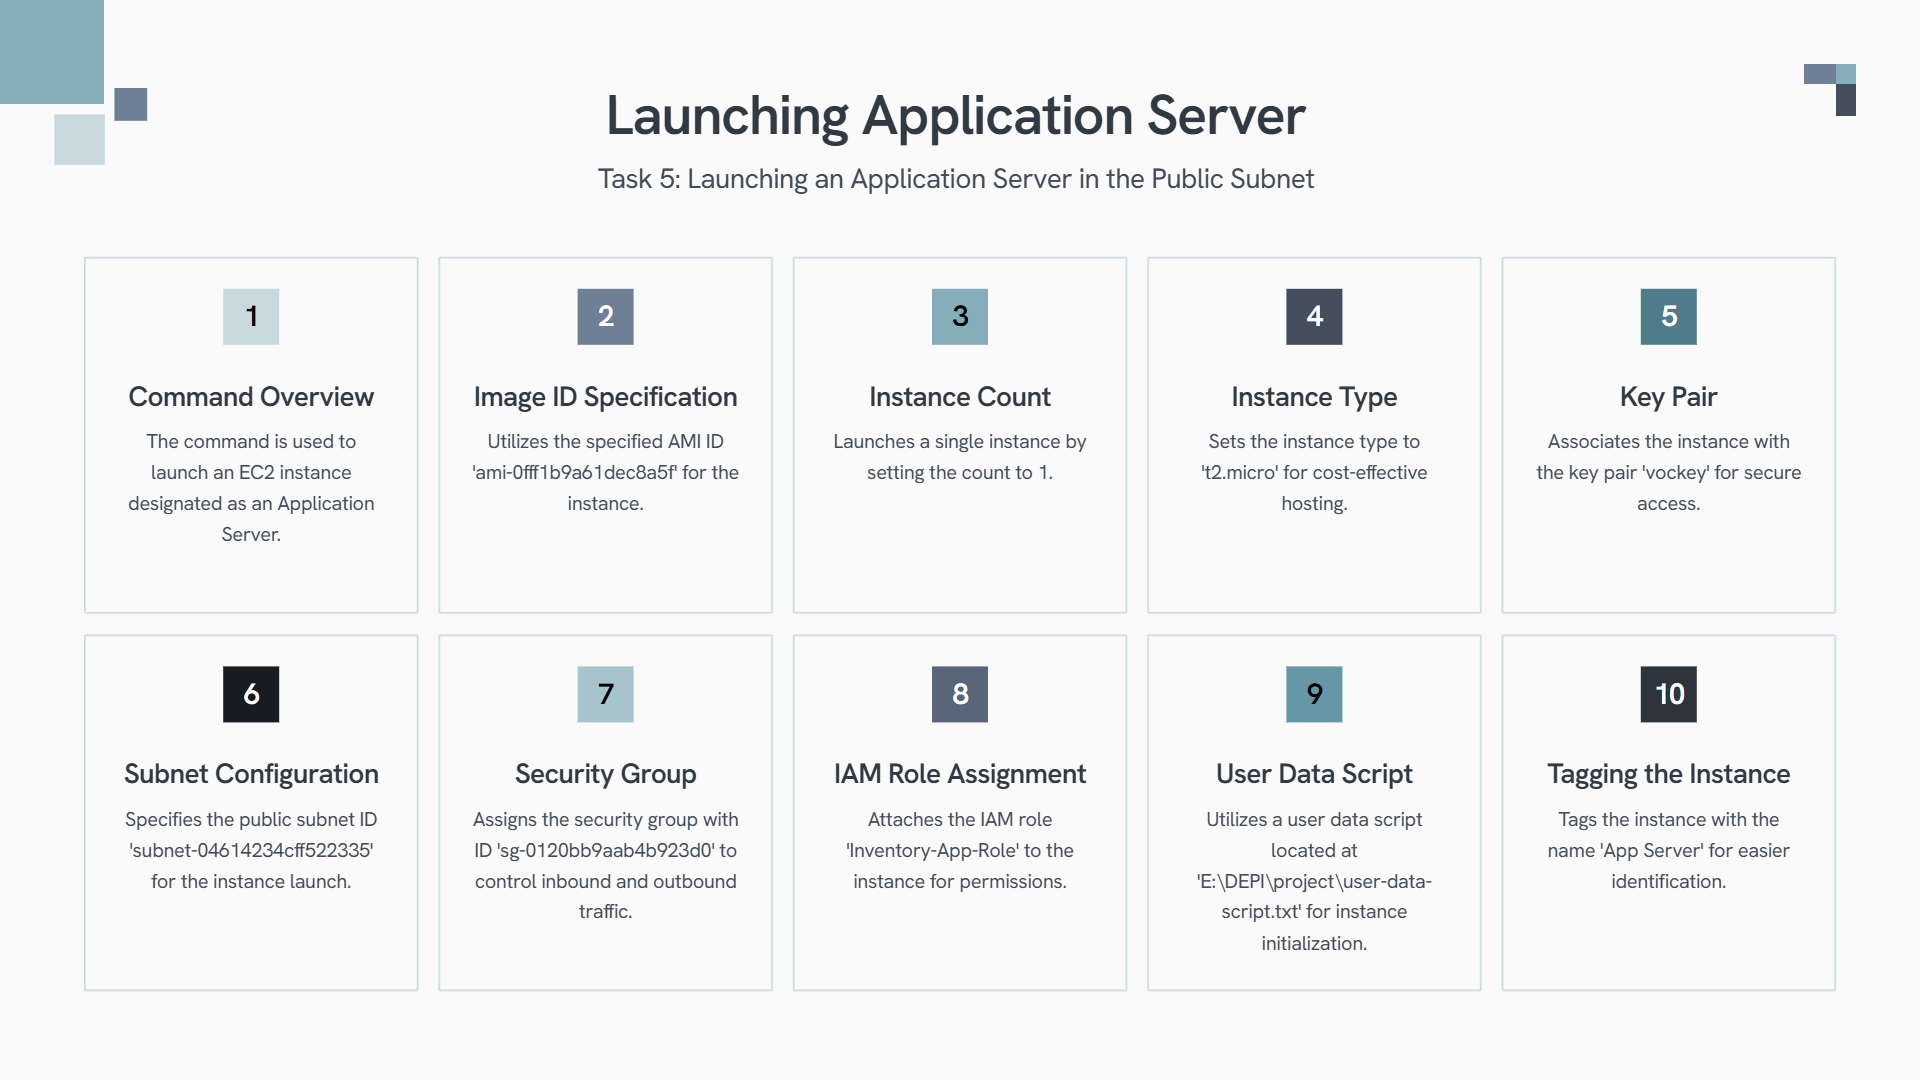 Launching Application Server
Task 5: Launching an Application Server in the Public Subnet
1
Command Overview
The command is used to
launch an EC2 instance
designated as an Application
Server.
2
Image ID Specification
Utilizes the specified AMI ID
'ami-0fff1b9a61dec8a5f' for the
instance.
3
Instance Count
Launches a single instance by
setting the count to 1.
4
Instance Type
Sets the instance type to
't2.micro' for cost-effective
hosting.
5
Key Pair
Associates the instance with
the key pair 'vockey' for secure
access.
6
Subnet Configuration
Specifies the public subnet ID
'subnet-04614234cff522335'
for the instance launch.
7
Security Group
Assigns the security group with
ID 'sg-0120bb9aab4b923d0' to
control inbound and outbound
traffic.
8
IAM Role Assignment
Attaches the IAM role
'Inventory-App-Role' to the
instance for permissions.
9
User Data Script
Utilizes a user data script
located at
'E:\DEPI\project\user-data-
script.txt' for instance
initialization.
10
Tagging the Instance
Tags the instance with the
name 'App Server' for easier
identification.